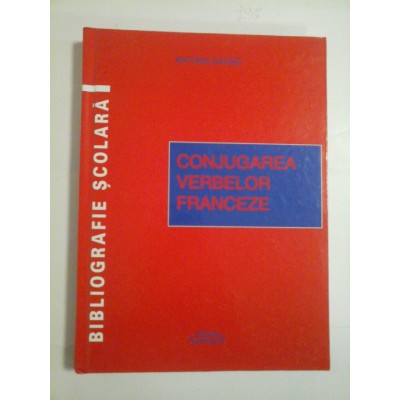 BIBLIOGRAFIE ȘCOLARĂ
CONJUGAREA
VERBELOR
FRANCEZE